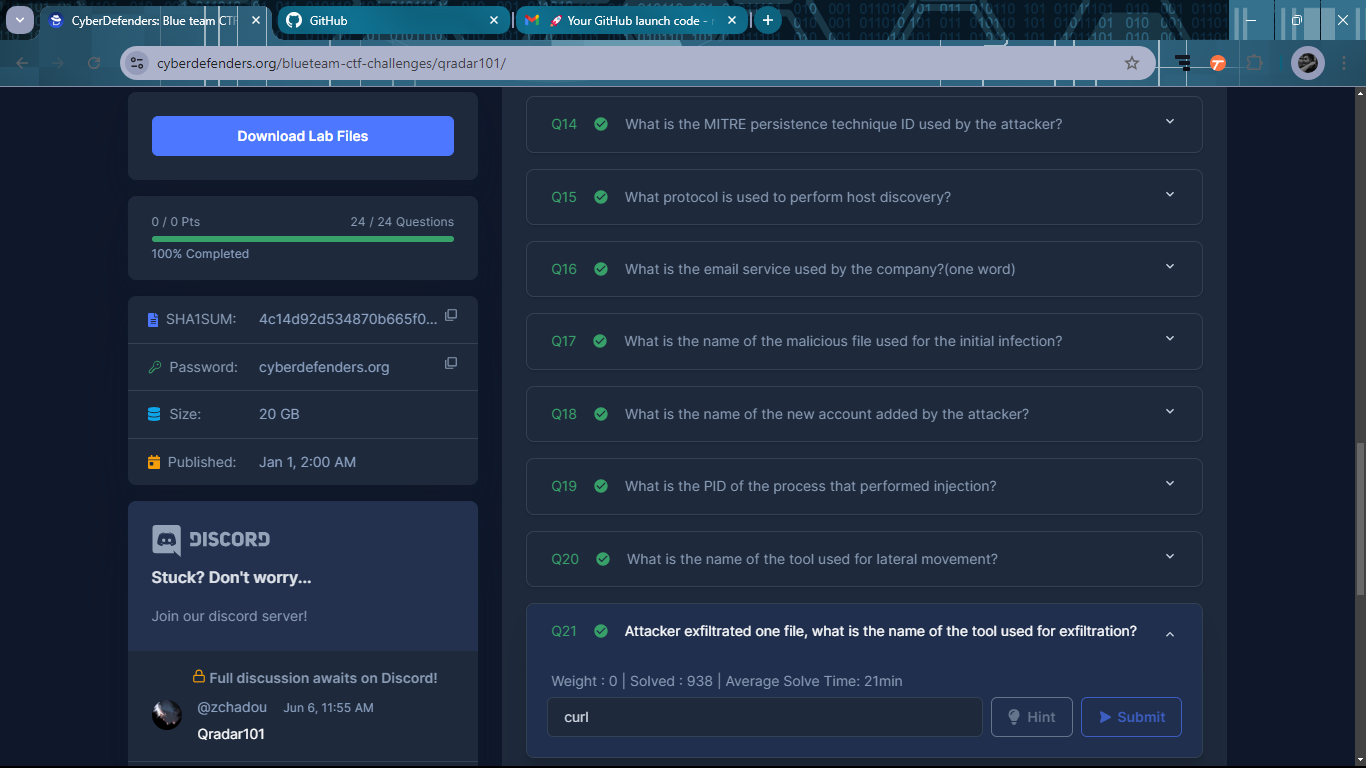 CyberDefenders: Blue team CTF
GitHub
🚀 Your GitHub launch code -
cyberdefenders.org/blueteam-ctf-challenges/qradar101/
Download Lab Files
0 / 0 Pts 24 / 24 Questions
100% Completed
SHA1SUM: 4c14d92d534870b665f0...
Password: cyberdefenders.org
Size: 20 GB
Published: Jan 1, 2:00 AM
DISCORD
Stuck? Don't worry...
Join our discord server!
Full discussion awaits on Discord!
@zchadou Jun 6, 11:55 AM
Qradar101
Q14 What is the MITRE persistence technique ID used by the attacker?
Q15 What protocol is used to perform host discovery?
Q16 What is the email service used by the company?(one word)
Q17 What is the name of the malicious file used for the initial infection?
Q18 What is the name of the new account added by the attacker?
Q19 What is the PID of the process that performed injection?
Q20 What is the name of the tool used for lateral movement?
Q21 Attacker exfiltrated one file, what is the name of the tool used for exfiltration?
Weight : 0 | Solved : 938 | Average Solve Time: 21min
curl
Hint
Submit